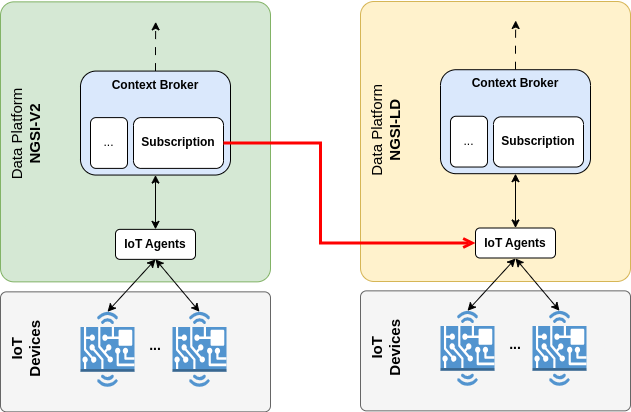 Data Platform
NGSI-V2
Context Broker
...
Subscription
IoT Agents
IoT
Devices
...
Data Platform
NGSI-LD
Context Broker
...
Subscription
IoT Agents
IoT
Devices
...